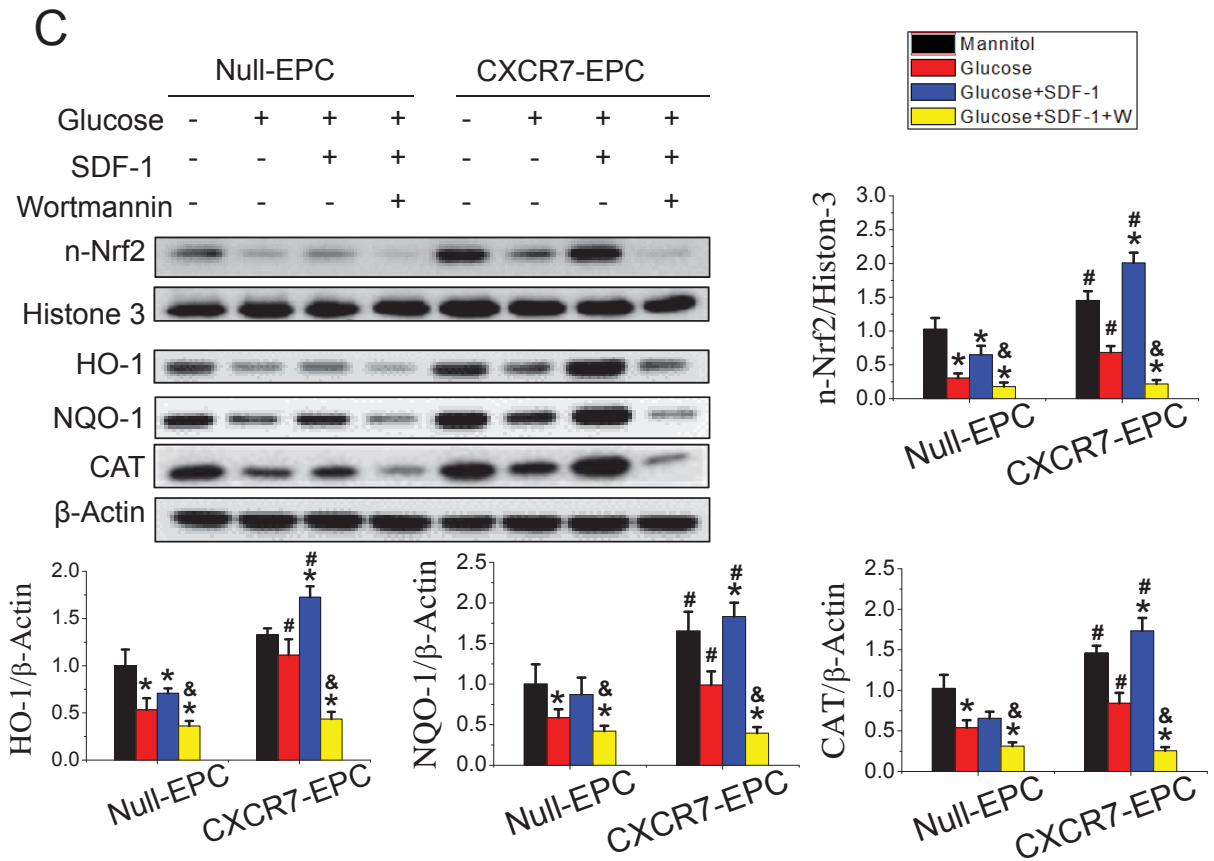 C
Null-EPC CXCR7-EPC
Glucose - + + + - + + +
SDF-1 - - + + - - + +
Wortmannin - - - + - - - +
n-Nrf2
Histone 3
HO-1
NQO-1
CAT
β-Actin
Mannitol
Glucose
Glucose+SDF-1
Glucose+SDF-1+W
n-Nrf2/Histon-3
3.0
2.5
2.0
1.5
1.0
0.5
0.0
* * & * # # # * & *
Null-EPC CXCR7-EPC
HO-1/β-Actin
2.0
1.5
1.0
0.5
0.0
* * & * # # * & *
Null-EPC CXCR7-EPC
NQO-1/β-Actin
2.5
2.0
1.5
1.0
0.5
0.0
* & * # # # * & *
Null-EPC CXCR7-EPC
CAT/β-Actin
2.5
2.0
1.5
1.0
0.5
0.0
* & * # # # * & *
Null-EPC CXCR7-EPC